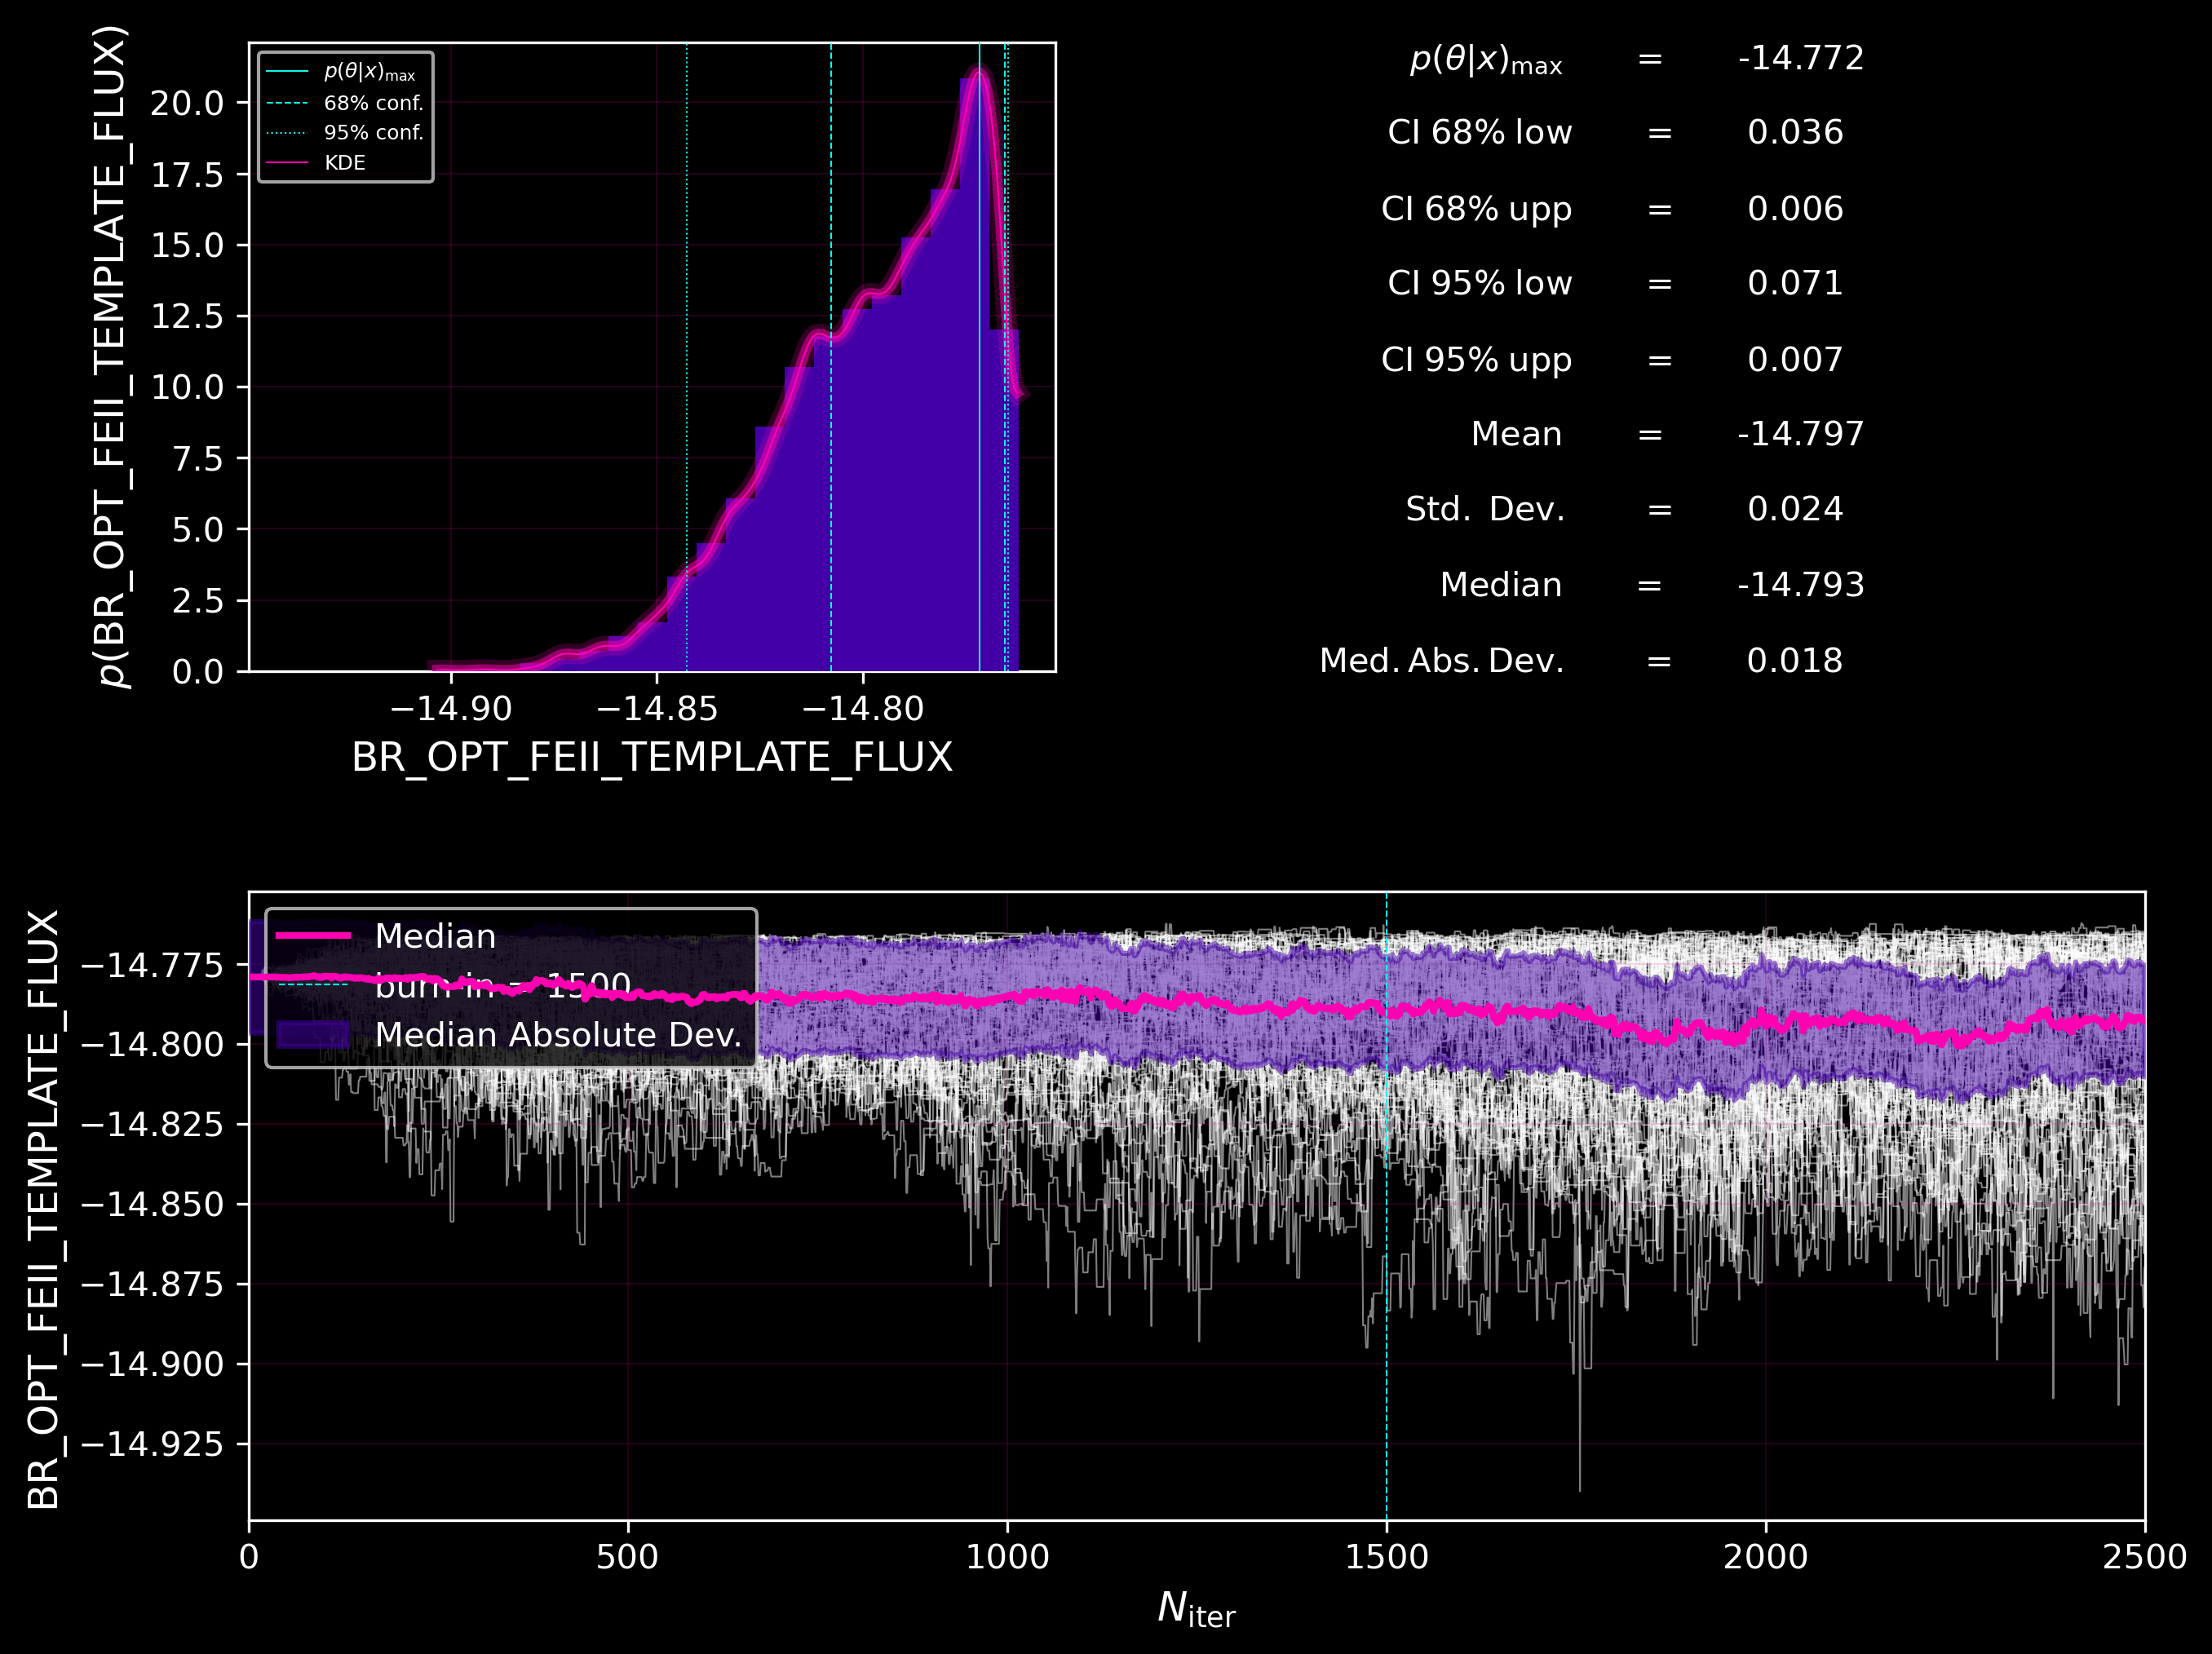 p(BR_OPT_FEII_TEMPLATE_FLUX)
20.0
17.5
15.0
12.5
10.0
7.5
5.0
2.5
0.0
p(θ|x)max
68% conf.
95% conf.
KDE
−14.90 −14.85 −14.80
BR_OPT_FEII_TEMPLATE_FLUX
p(θ|x)max = -14.772
CI 68% low = 0.036
CI 68% upp = 0.006
CI 95% low = 0.071
CI 95% upp = 0.007
Mean = -14.797
Std. Dev. = 0.024
Median = -14.793
Med. Abs. Dev. = 0.018
BR_OPT_FEII_TEMPLATE_FLUX
−14.775
−14.800
−14.825
−14.850
−14.875
−14.900
−14.925
Median
burn-in = 1500
Median Absolute Dev.
0 500 1000 1500 2000 2500
Niter